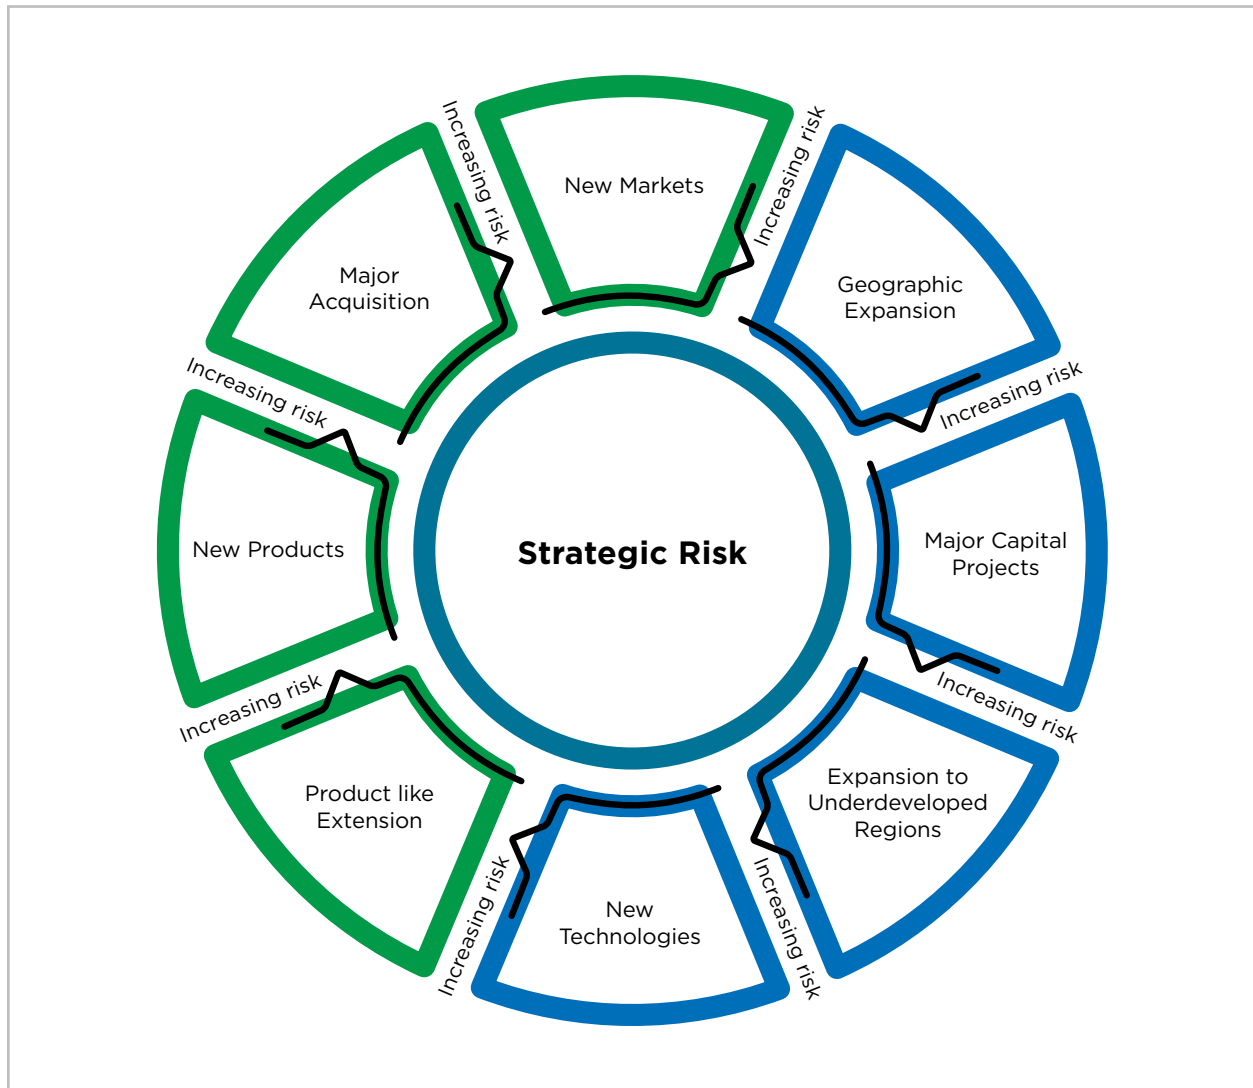 New Markets
Increasing risk
Geographic
Expansion
Increasing risk
Major Capital
Projects
Increasing risk
Expansion to
Underdeveloped
Regions
Increasing risk
New
Technologies
Increasing risk
Product like
Extension
Increasing risk
New Products
Increasing risk
Major
Acquisition
Increasing risk
Strategic Risk